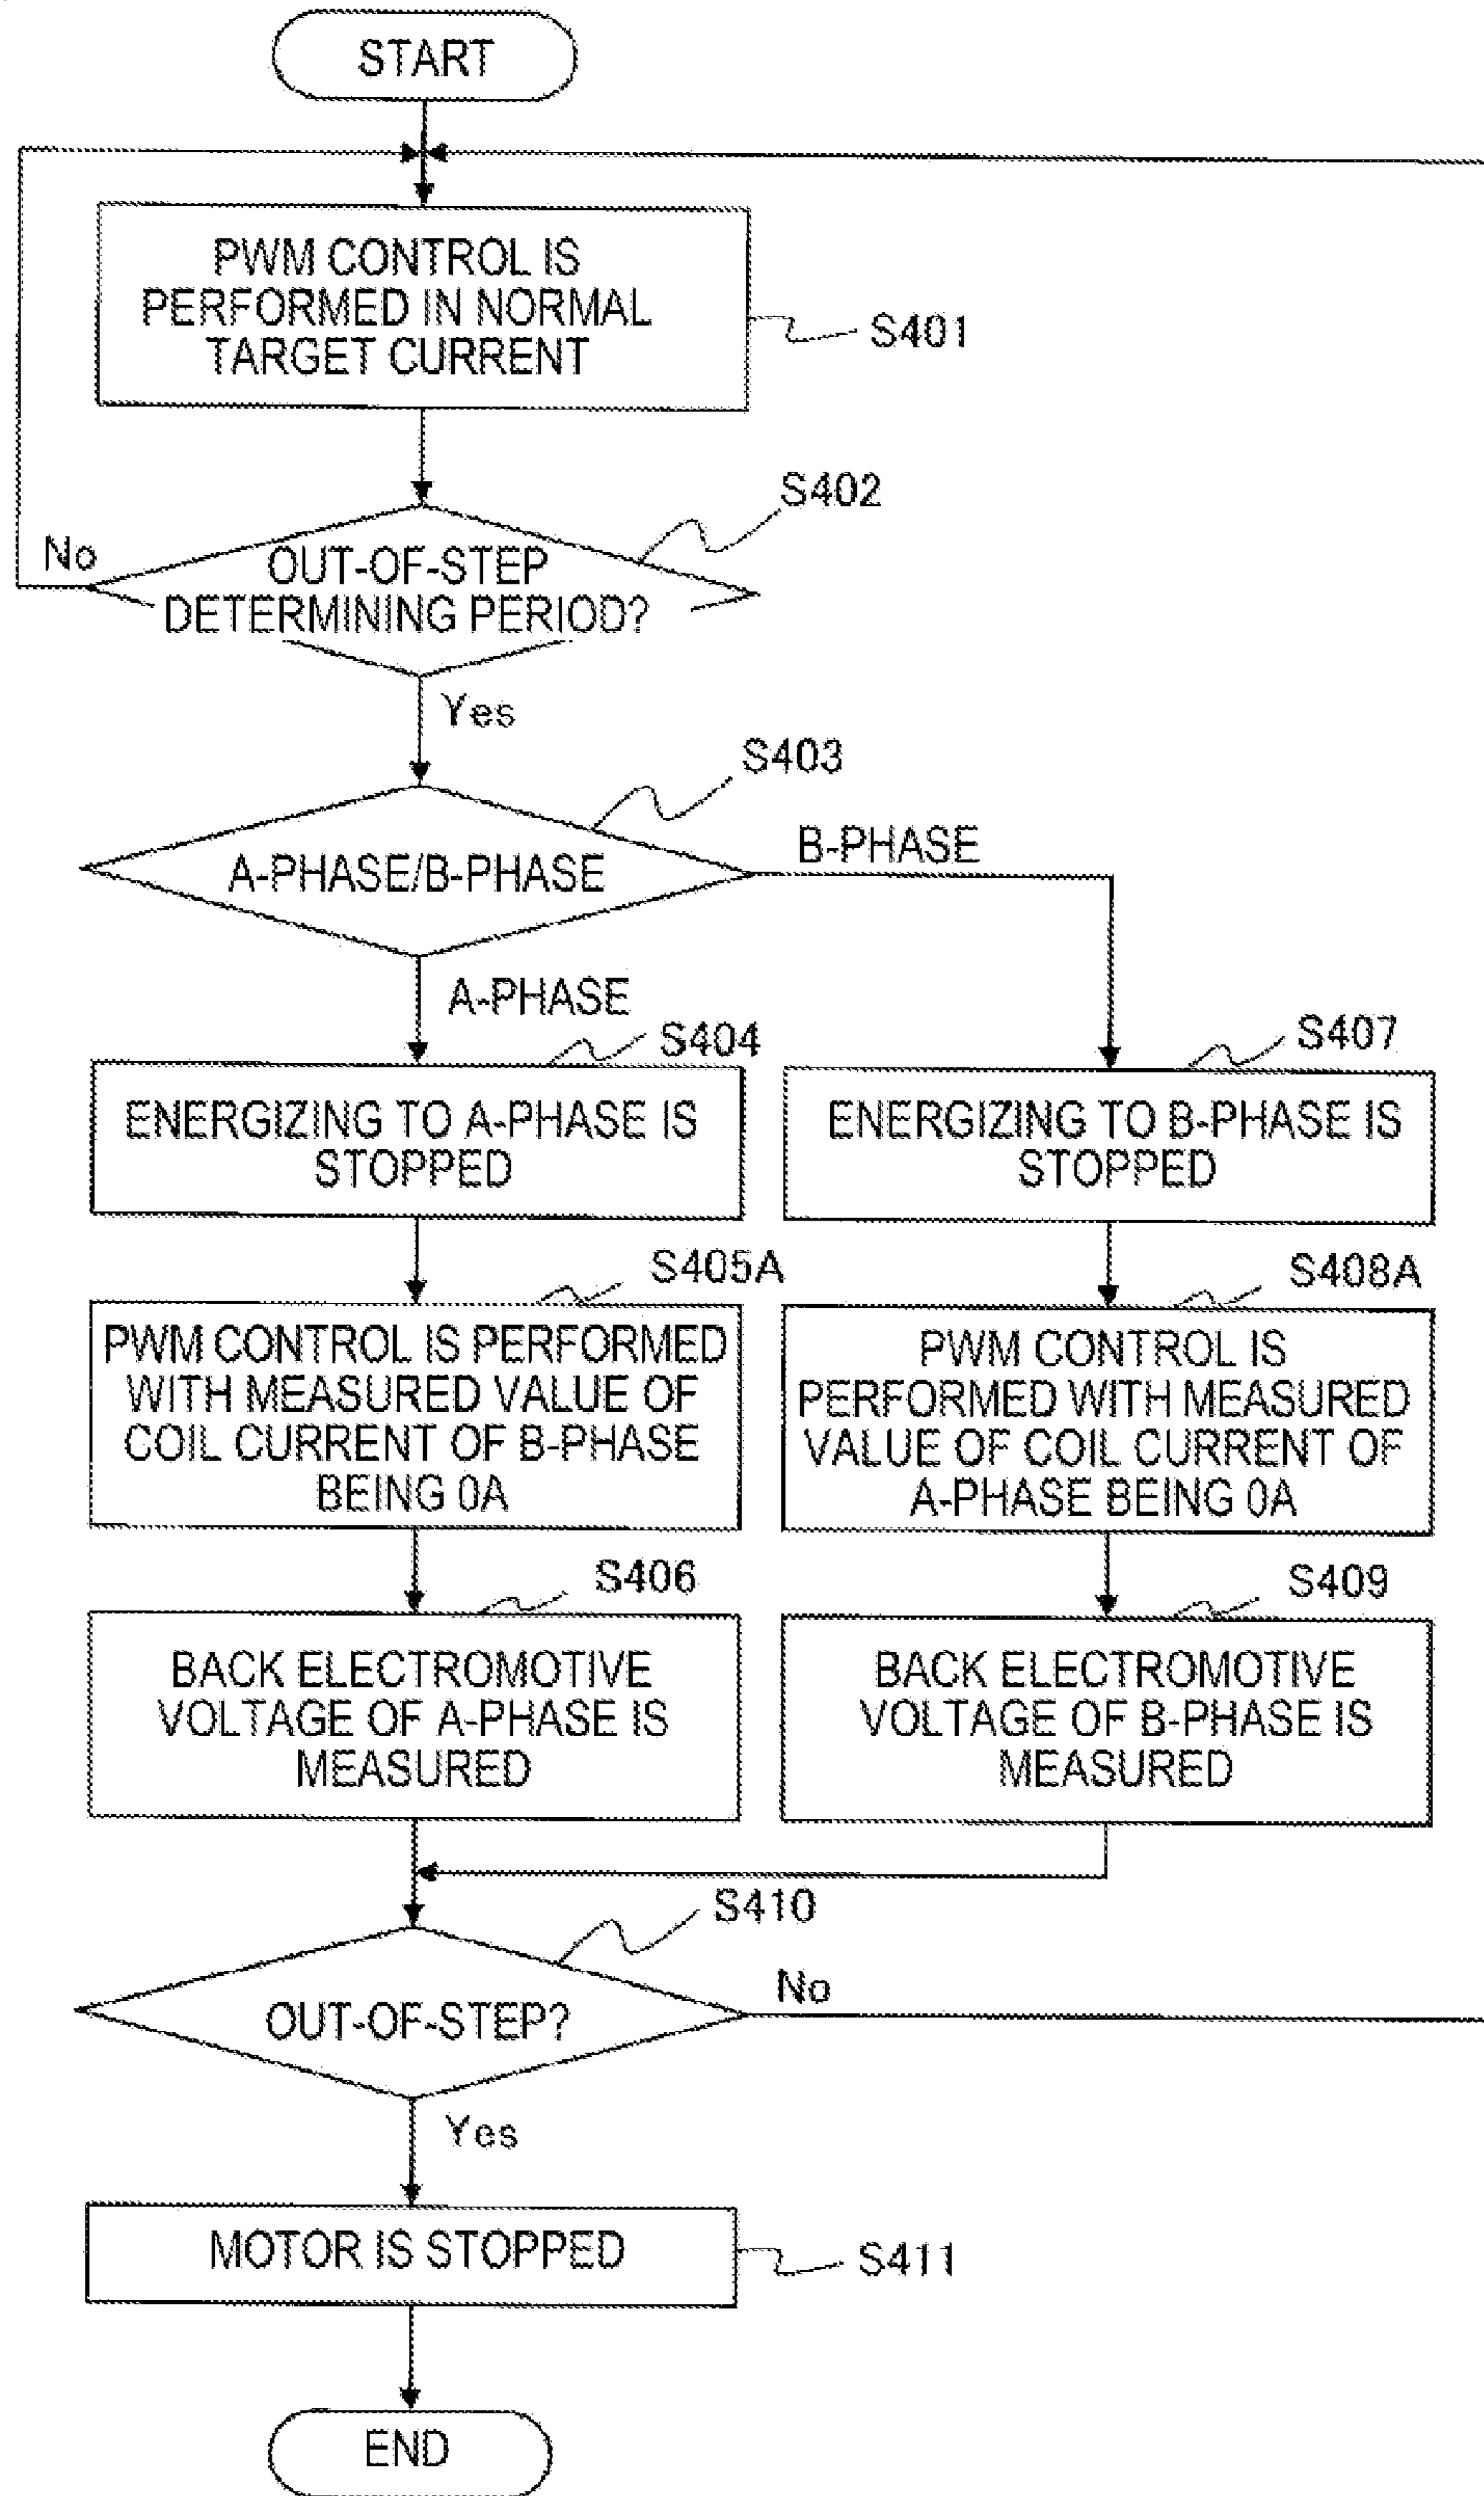 START
PWM CONTROL IS
PERFORMED IN NORMAL
TARGET CURRENT
S401
S402
No
OUT-OF-STEP
DETERMINING PERIOD?
Yes
S403
A-PHASE/B-PHASE
B-PHASE
A-PHASE
S404
ENERGIZING TO A-PHASE IS
STOPPED
S407
ENERGIZING TO B-PHASE IS
STOPPED
S405A
PWM CONTROL IS PERFORMED
WITH MEASURED VALUE OF
COIL CURRENT OF B-PHASE
BEING 0A
S408A
PWM CONTROL IS
PERFORMED WITH MEASURED
VALUE OF COIL CURRENT OF
A-PHASE BEING 0A
S406
BACK ELECTROMOTIVE
VOLTAGE OF A-PHASE IS
MEASURED
S409
BACK ELECTROMOTIVE
VOLTAGE OF B-PHASE IS
MEASURED
S410
OUT-OF-STEP?
No
Yes
MOTOR IS STOPPED
S411
END